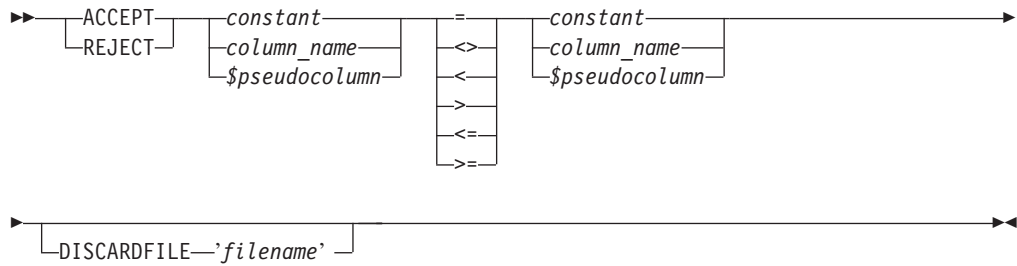 ACCEPT constant = constant
REJECT column_name <> column_name
$pseudocolumn < $pseudocolumn
>
<=
>=
DISCARDFILE ’filename’